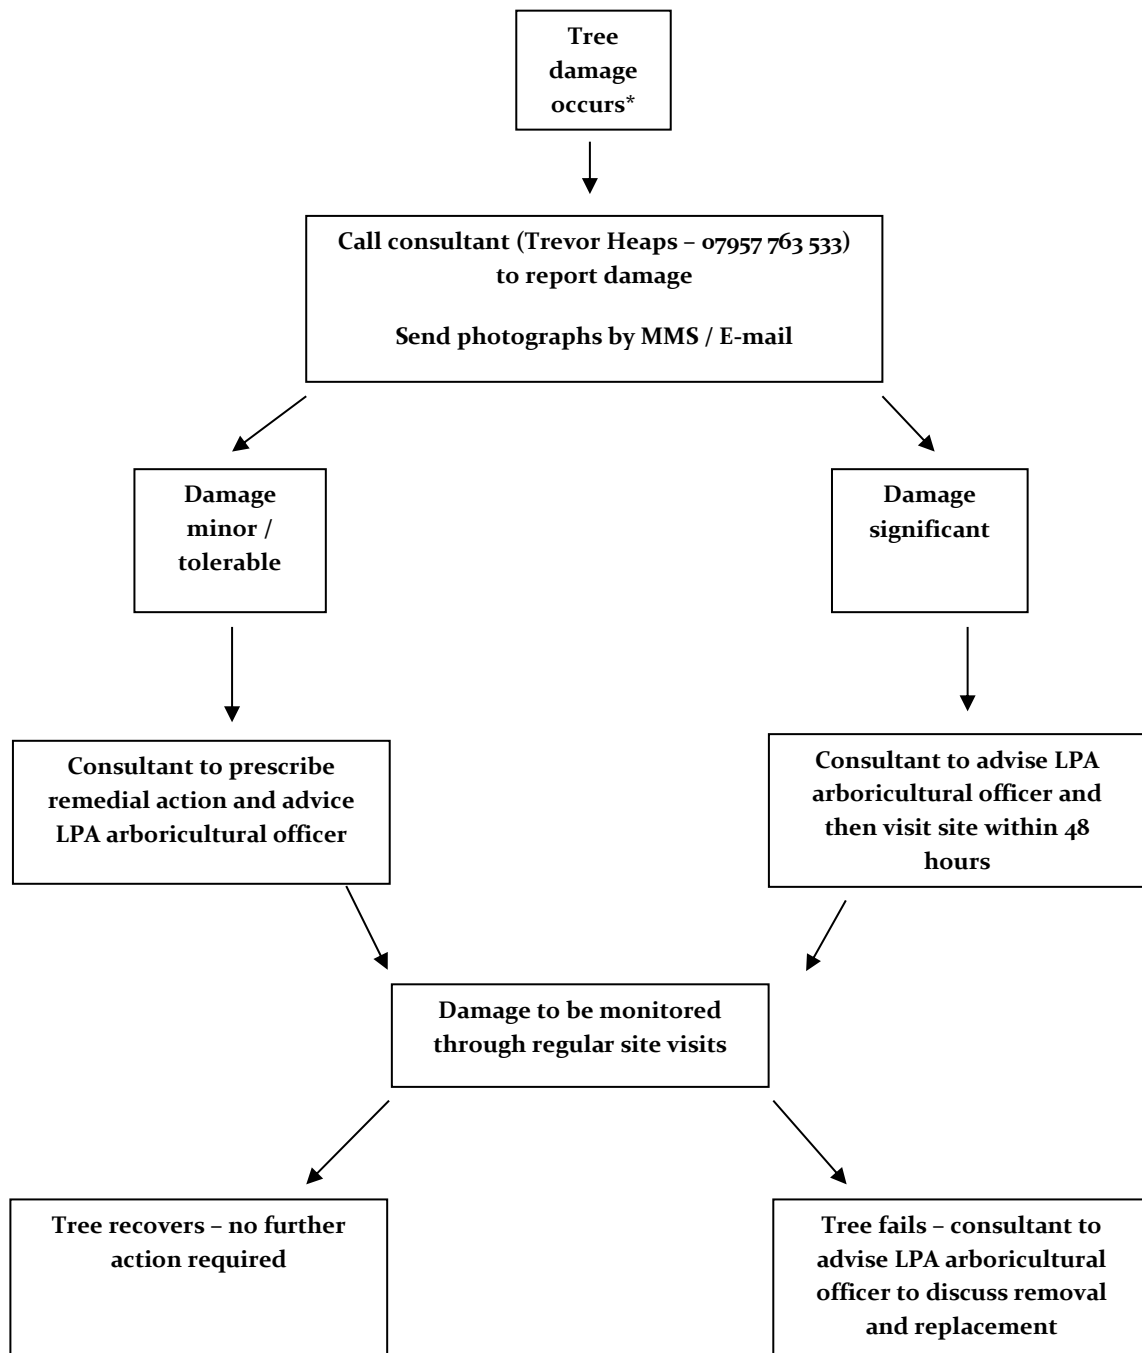 Tree
damage
occurs*
Call consultant (Trevor Heaps – 07957 763 533)
to report damage
Send photographs by MMS / E-mail
Damage
minor /
tolerable
Damage
significant
Consultant to prescribe
remedial action and advice
LPA arboricultural officer
Consultant to advise LPA
arboricultural officer and
then visit site within 48
hours
Damage to be monitored
through regular site visits
Tree recovers – no further
action required
Tree fails – consultant to
advise LPA arboricultural
officer to discuss removal
and replacement